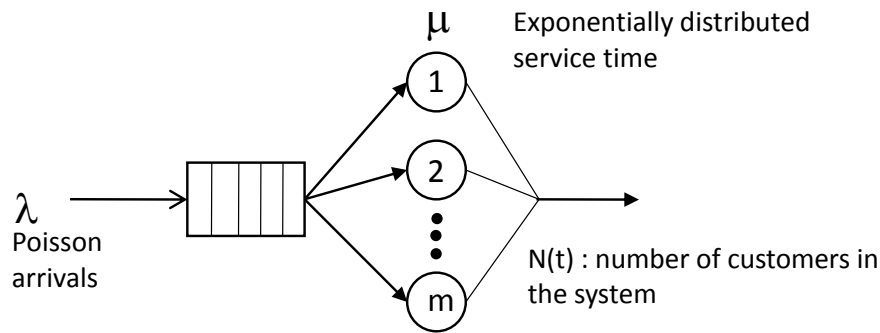 μ
Exponentially distributed
service time
1
2
λ
Poisson
arrivals
m
N(t) : number of customers in
the system